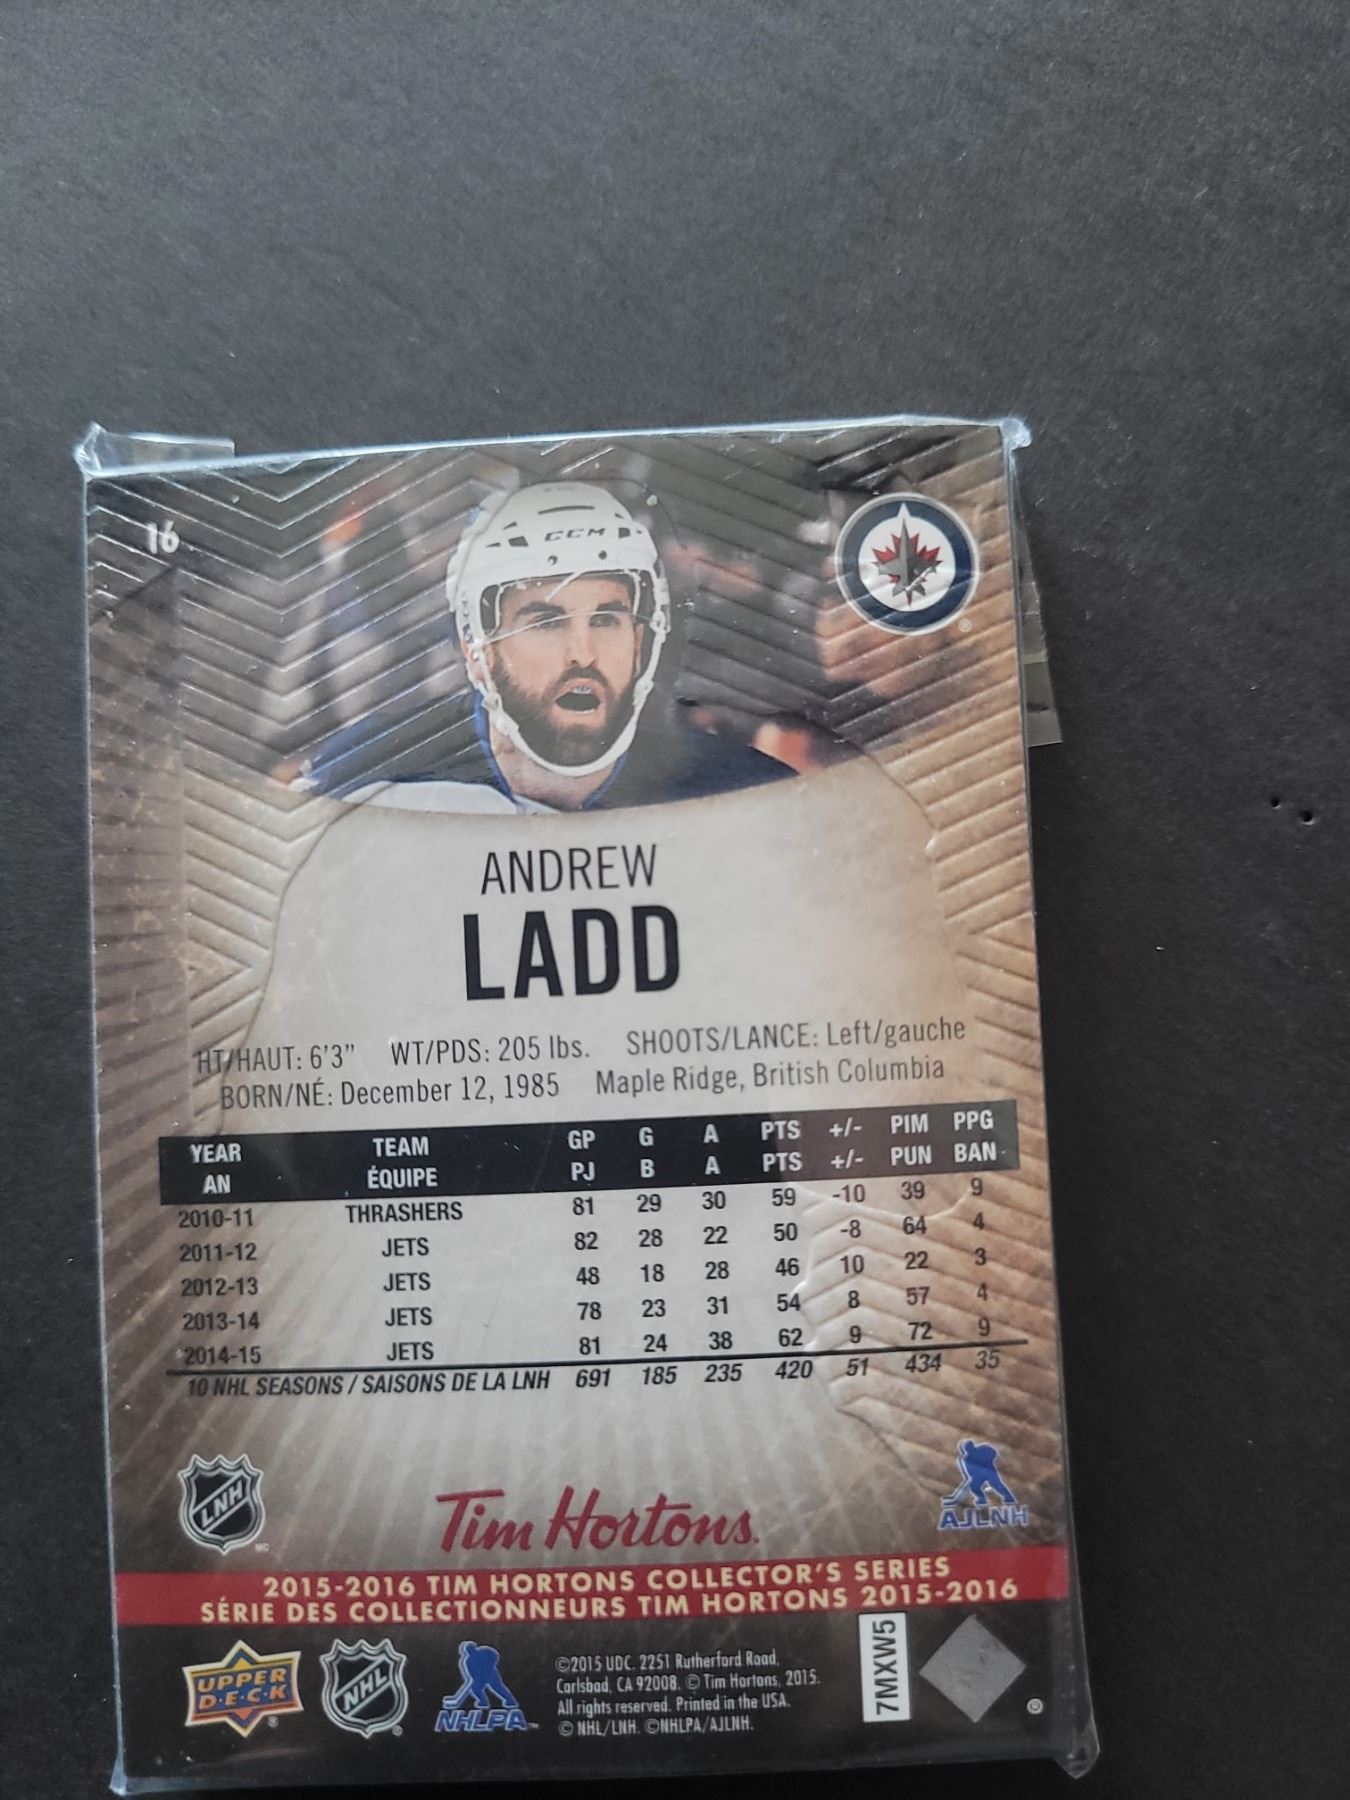 16
CCM
ANDREW
LADD
HT/HAUT: 6'3" WT/PDS: 205 lbs. SHOOTS/LANCE: Left/gauche
BORN/NÉ: December 12, 1985 Maple Ridge, British Columbia
YEAR TEAM GP G A PTS +/- PIM PPG
AN ÉQUIPE PJ B A PTS +/- PUN BAN
2010-11 THRASHERS 81 29 30 59 -10 39 9
2011-12 JETS 82 28 22 50 -8 64 4
2012-13 JETS 48 18 28 46 10 22 3
2013-14 JETS 78 23 31 54 8 57 4
2014-15 JETS 81 24 38 62 9 72 9
10 NHL SEASONS / SAISONS DE LA LNH 691 185 235 420 51 434 35
LNH MC
Tim Hortons.
AJLNH
2015-2016 TIM HORTONS COLLECTOR'S SERIES
SÉRIE DES COLLECTIONNEURS TIM HORTONS 2015-2016
UPPER
D·E·C·K ®
NHL ®
NHLPA™
©2015 UDC. 2251 Rutherford Road,
Carlsbad, CA 92008. © Tim Hortons, 2015.
All rights reserved. Printed in the USA.
© NHL/LNH. ©NHLPA/AJLNH.
7MXW5
®